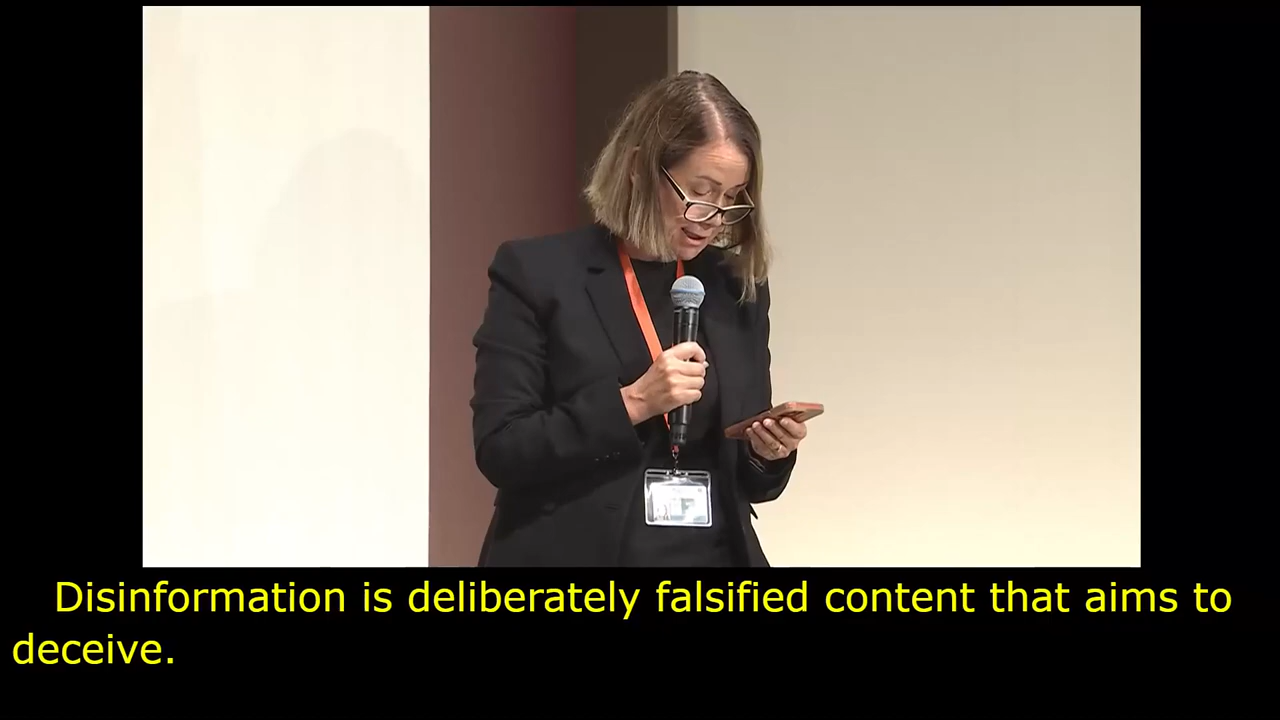 Disinformation is deliberately falsified content that aims to
deceive.